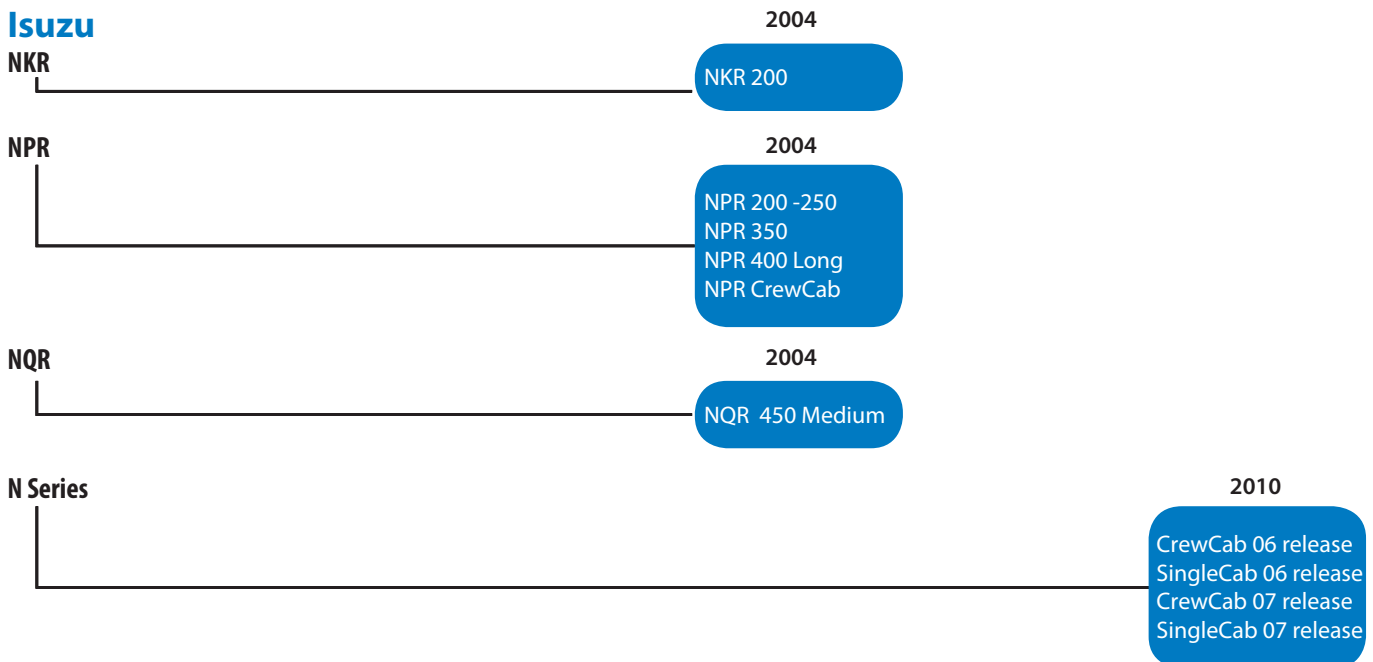 Isuzu
2004
NKR
NKR 200
NPR
2004
NPR 200 -250
NPR 350
NPR 400 Long
NPR CrewCab
NQR
2004
NQR  450 Medium
N Series
2010
CrewCab 06 release
SingleCab 06 release
CrewCab 07 release
SingleCab 07 release